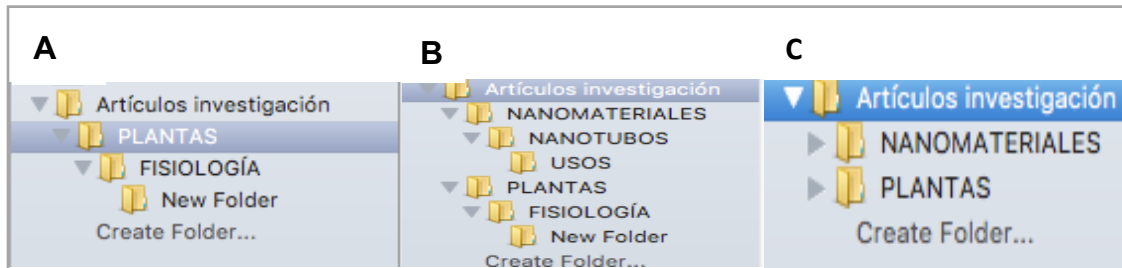 A
Artículos investigación
PLANTAS
FISIOLOGÍA
New Folder
Create Folder...
B
Artículos investigación
NANOMATERIALES
NANOTUBOS
USOS
PLANTAS
FISIOLOGÍA
New Folder
Create Folder...
C
Artículos investigación
NANOMATERIALES
PLANTAS
Create Folder...